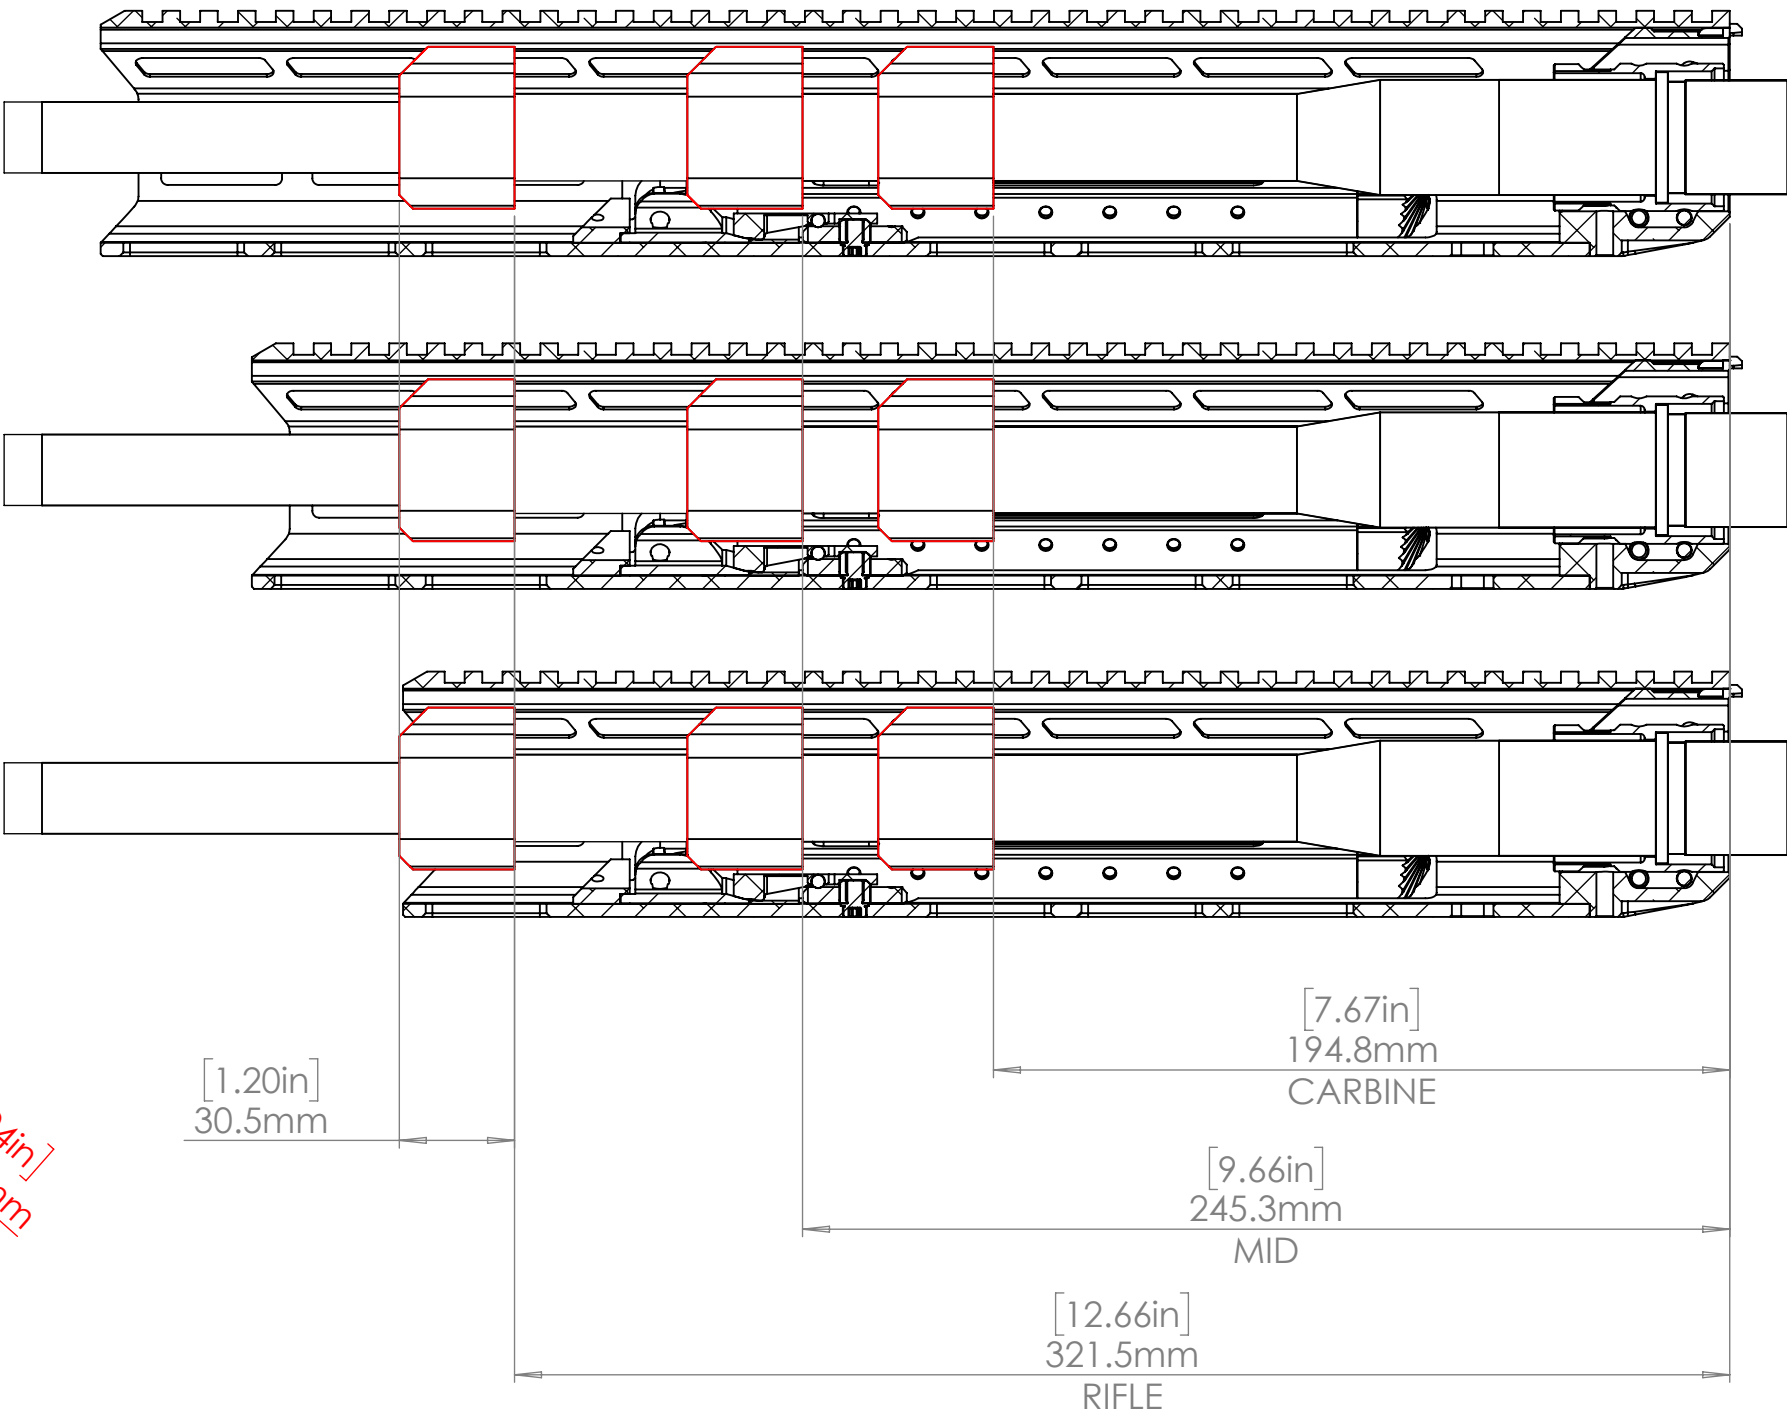 [7.67in]
194.8mm
CARBINE
[1.20in]
30.5mm
4in]
[9.66in]
245.3mm
MID
[12.66in]
321.5mm
RIFLE